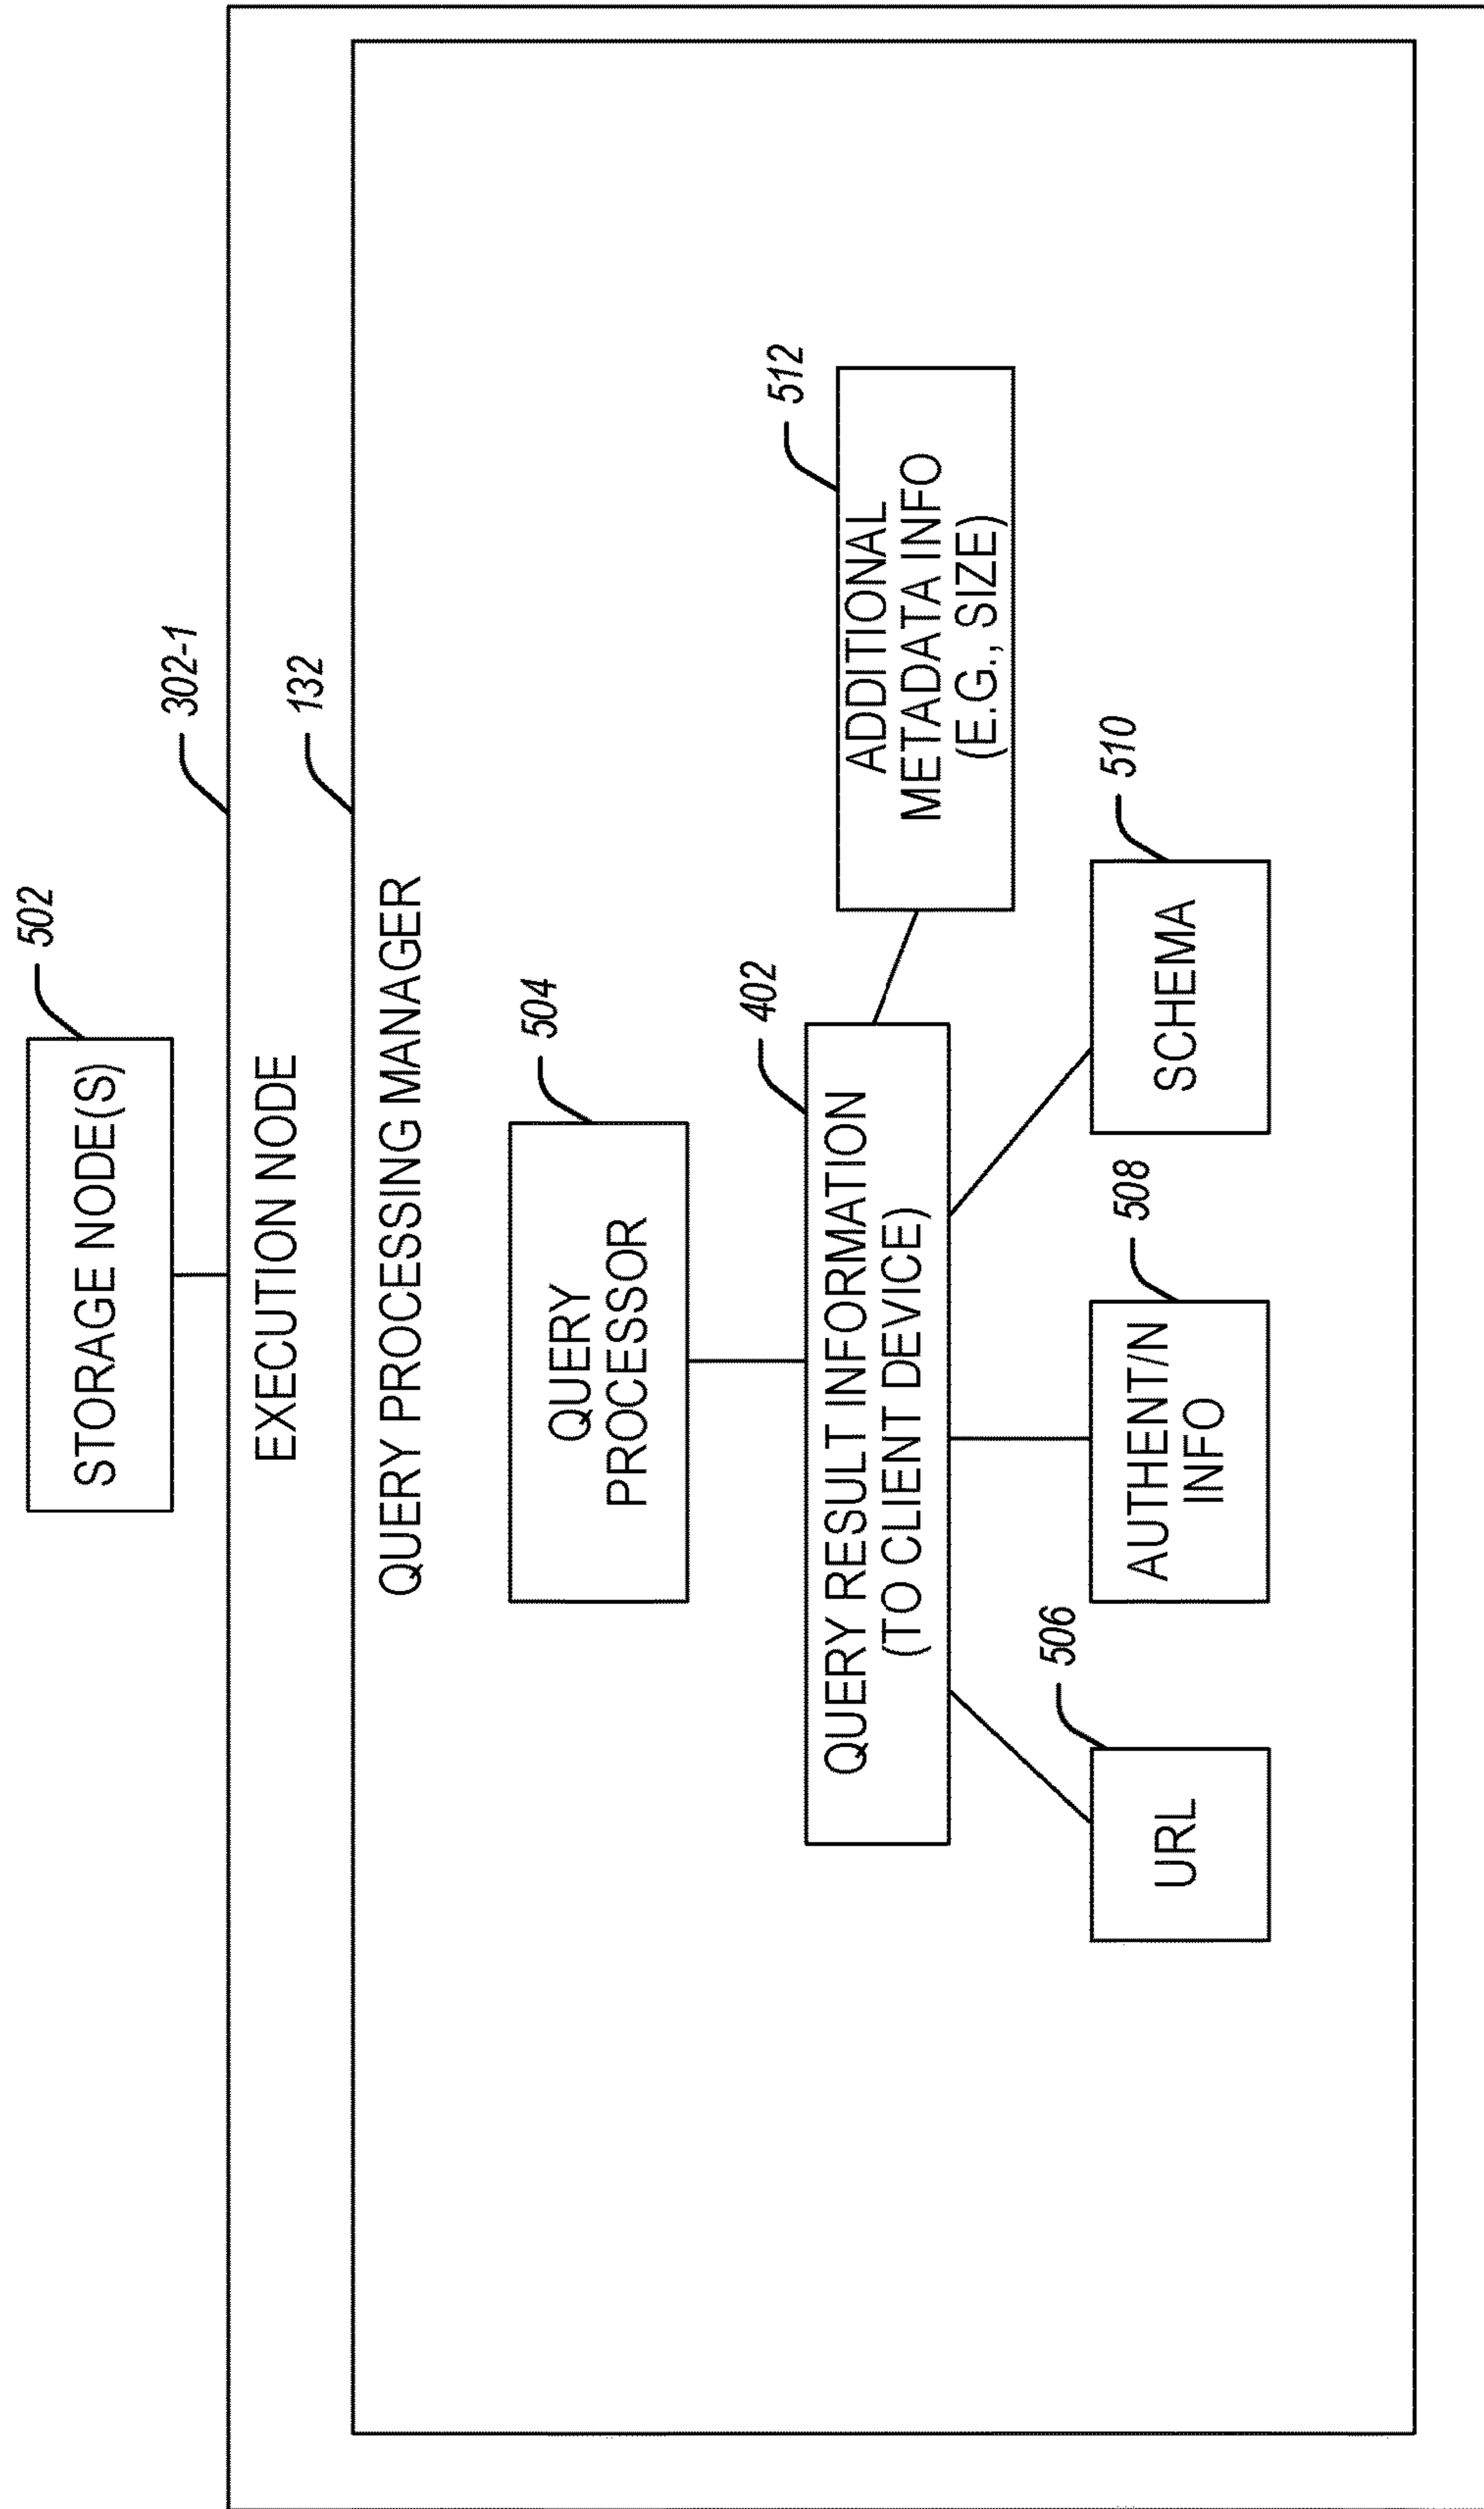 502
STORAGE NODE(S)
302-1
EXECUTION NODE
132
QUERY PROCESSING MANAGER
504
QUERY
PROCESSOR
402
QUERY RESULT INFORMATION
(TO CLIENT DEVICE)
512
ADDITIONAL
METADATA INFO
(E.G., SIZE)
506
URL
508
AUTHENT/N
INFO
510
SCHEMA